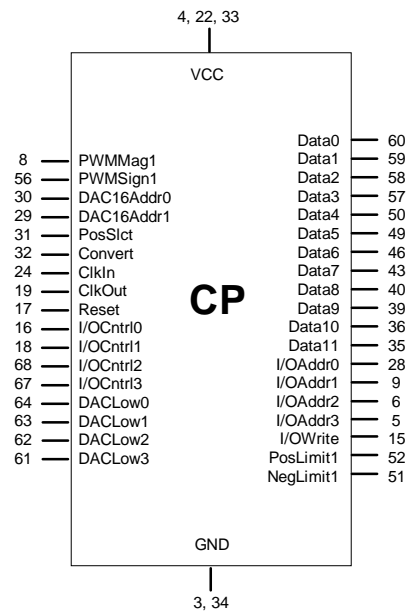 4, 22, 33
VCC
8 PWMMag1
56 PWMSign1
30 DAC16Addr0
29 DAC16Addr1
31 PosSlct
32 Convert
24 ClkIn
19 ClkOut
17 Reset
16 I/OCntrl0
18 I/OCntrl1
68 I/OCntrl2
67 I/OCntrl3
64 DACLow0
63 DACLow1
62 DACLow2
61 DACLow3
CP
Data0 60
Data1 59
Data2 58
Data3 57
Data4 50
Data5 49
Data6 46
Data7 43
Data8 40
Data9 39
Data10 36
Data11 35
I/OAddr0 28
I/OAddr1 9
I/OAddr2 6
I/OAddr3 5
I/OWrite 15
PosLimit1 52
NegLimit1 51
GND
3, 34